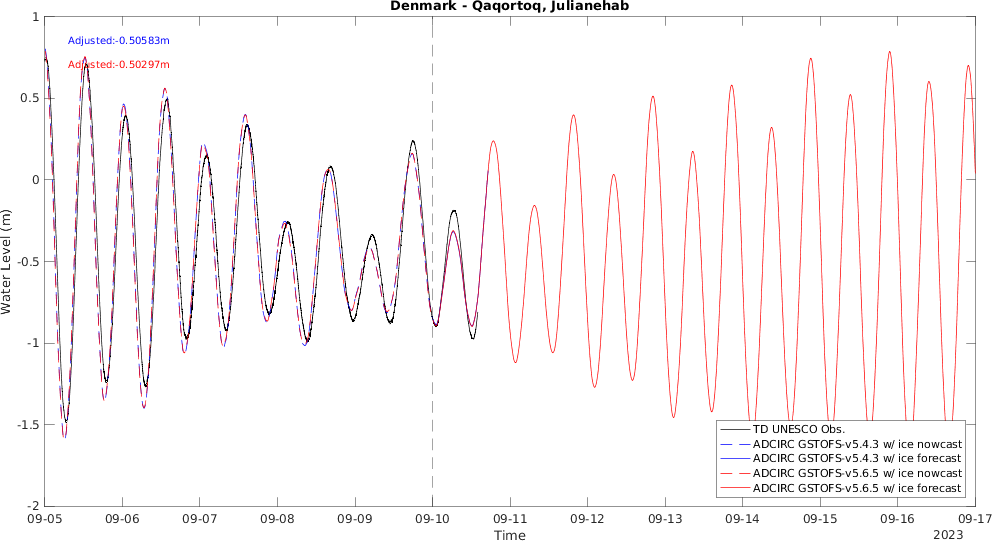 Denmark - Qaqortoq, Julianehab
Adjusted:-0.50583m
Adjusted:-0.50297m
Water Level (m)
1
0.5
0
-0.5
-1
-1.5
-2
TD UNESCO Obs.
ADCIRC GSTOFS-v5.4.3 w/ ice nowcast
ADCIRC GSTOFS-v5.4.3 w/ ice forecast
ADCIRC GSTOFS-v5.6.5 w/ ice nowcast
ADCIRC GSTOFS-v5.6.5 w/ ice forecast
09-05 09-06 09-07 09-08 09-09 09-10 09-11 09-12 09-13 09-14 09-15 09-16 09-17
Time
2023